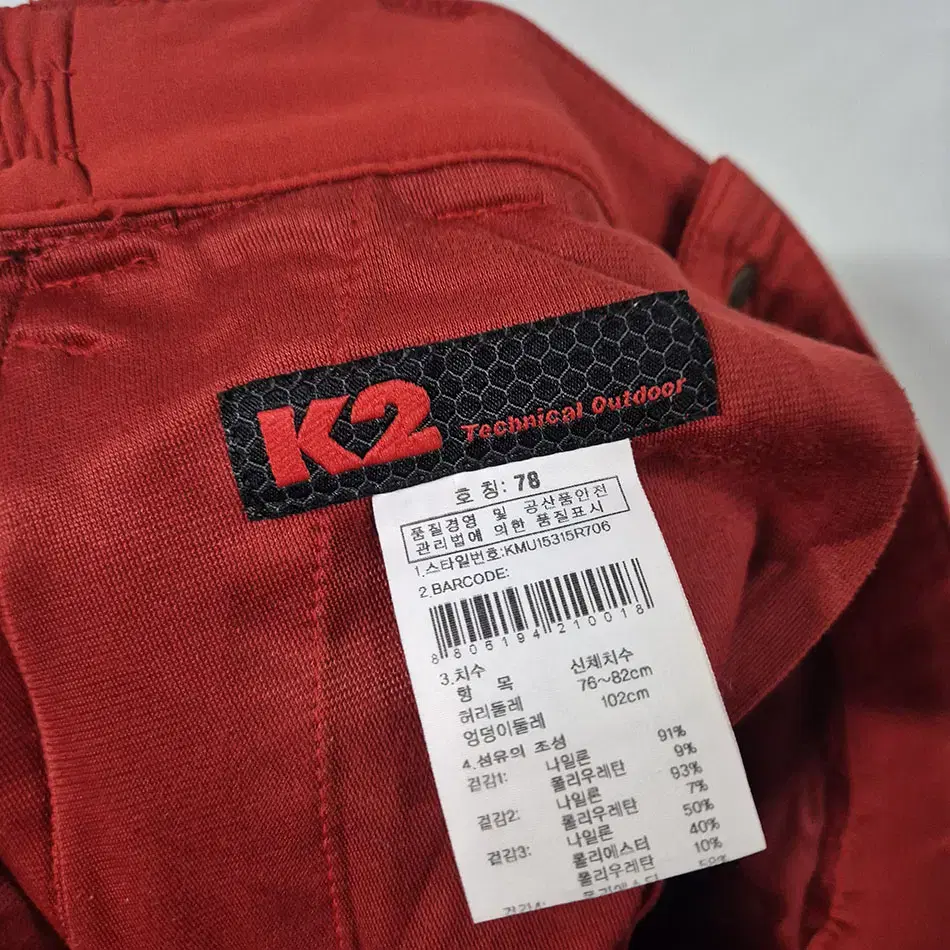 K2 Technical Outdoor
호 칭: 78
품질경영 및 공산품안전
관리법에 의한 품질표시
1.스타일번호:KMU15315R706
2.BARCODE:
8806194210018
3.치수
항 목 신체치수
허리둘레 76~82cm
엉덩이둘레 102cm
4.섬유의 조성
겉감1: 나일론 91%
폴리우레탄 9%
겉감2: 나일론 93%
폴리우레탄 7%
겉감3: 나일론 50%
폴리에스터 40%
폴리우레탄 10%